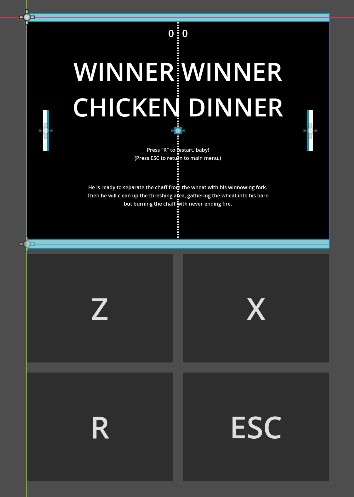 0 0
WINNER WINNER
CHICKEN DINNER
Press "R" to restart, baby!
(Press ESC to return to main menu.)
He is ready to separate the chaff from the wheat with his winnowing fork.
Then he will clean up the threshing area, gathering the wheat into his barn
but burning the chaff with never-ending fire.
Z X
R ESC